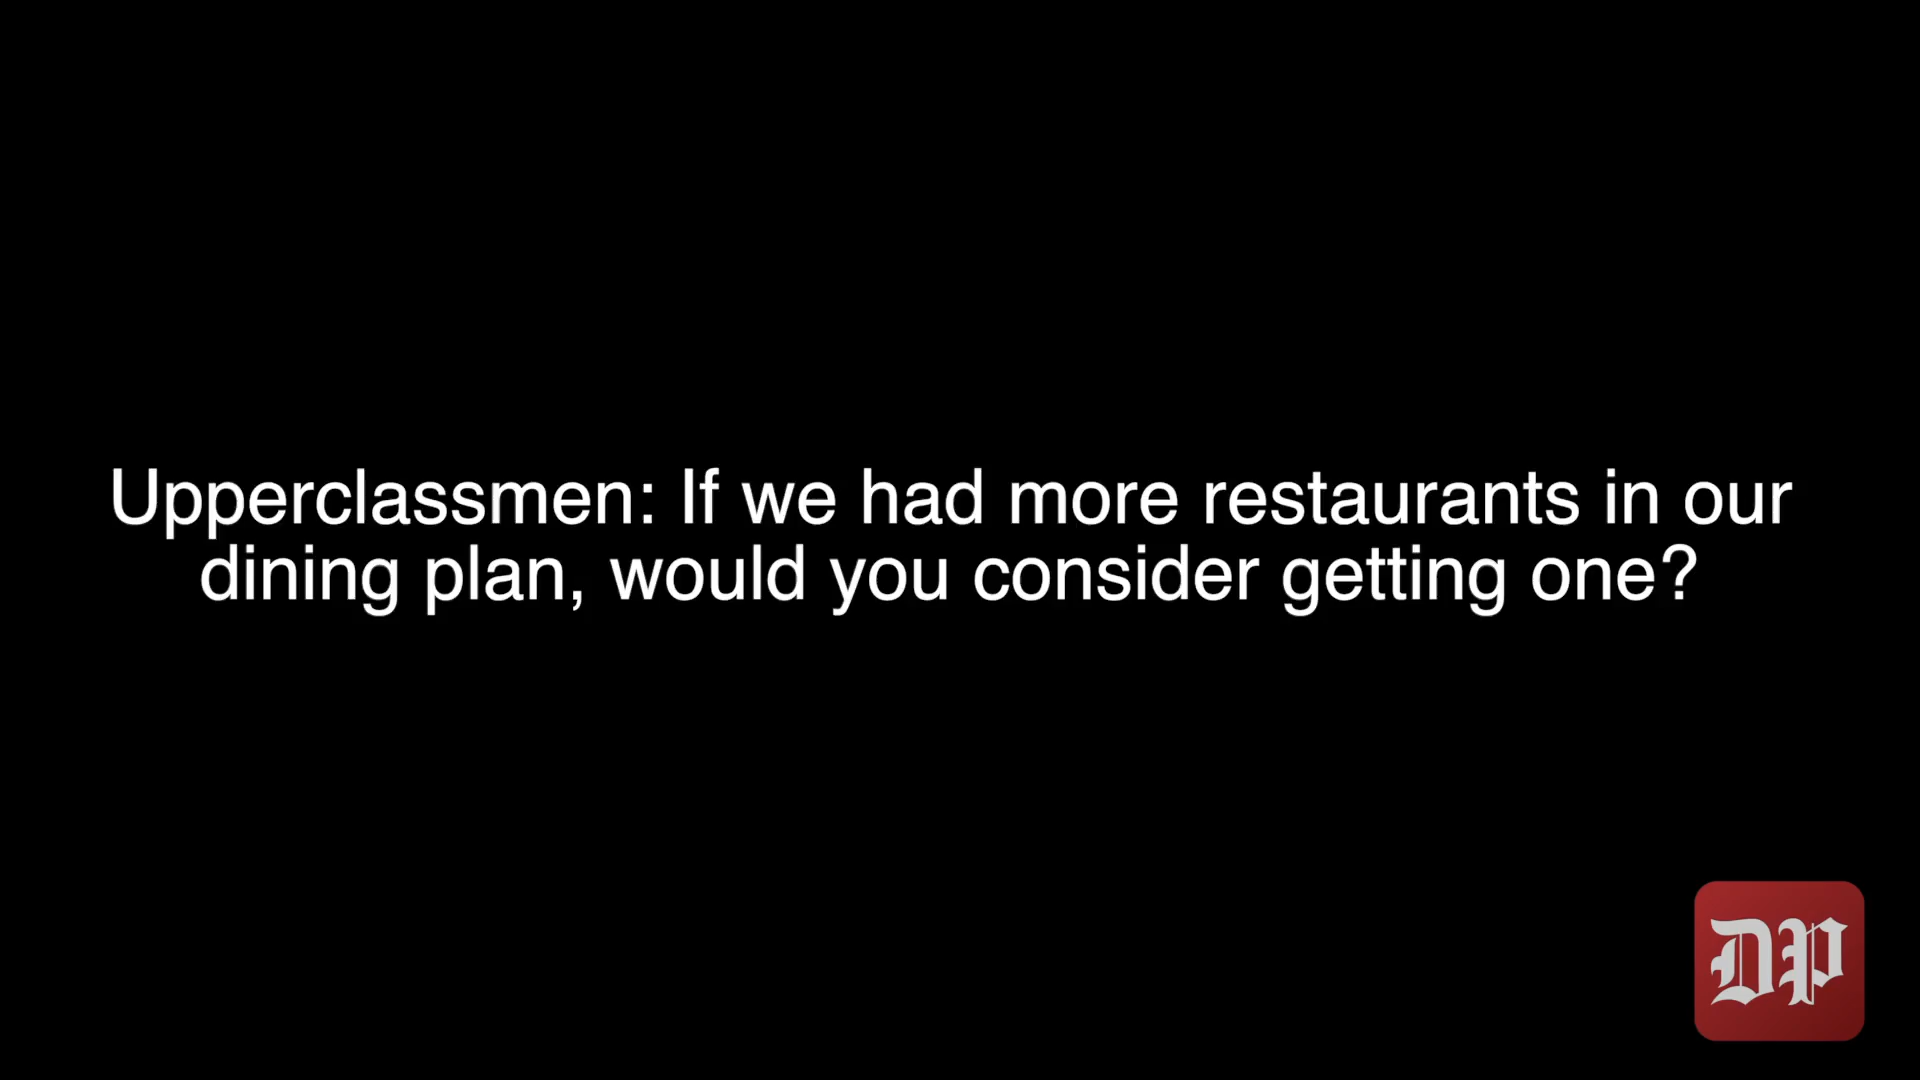 Upperclassmen: If we had more restaurants in our
dining plan, would you consider getting one?
DP